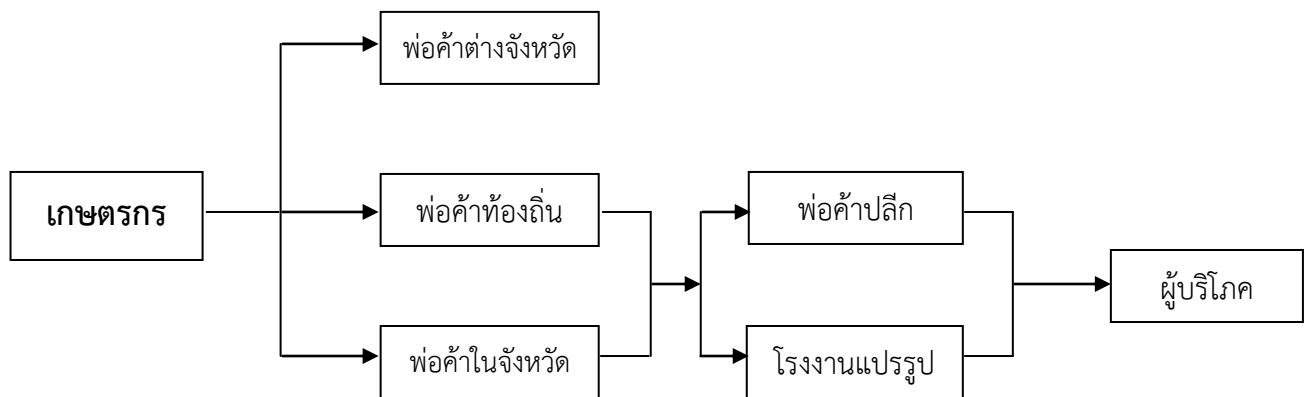 พ่อค้าต่างจังหวัด
เกษตรกร
พ่อค้าท้องถิ่น
พ่อค้าปลีก
ผู้บริโภค
พ่อค้าในจังหวัด
โรงงานแปรรูป